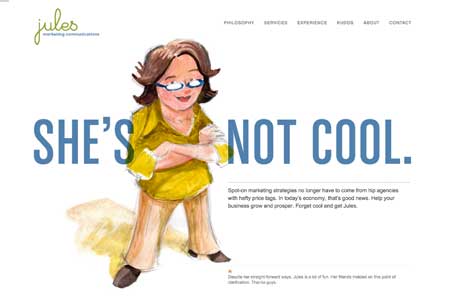 jules
marketing communications
PHILOSOPHY SERVICES EXPERIENCE KUDOS ABOUT CONTACT
SHE'S NOT COOL.
Spot-on marketing strategies no longer have to come from hip agencies
with hefty price tags. In today's economy, that's good news. Help your
business grow and prosper. Forget cool and get Jules.
Despite her straight-forward ways, Jules is a lot of fun. Her friends insisted on this point of
clarification. Thanks guys.